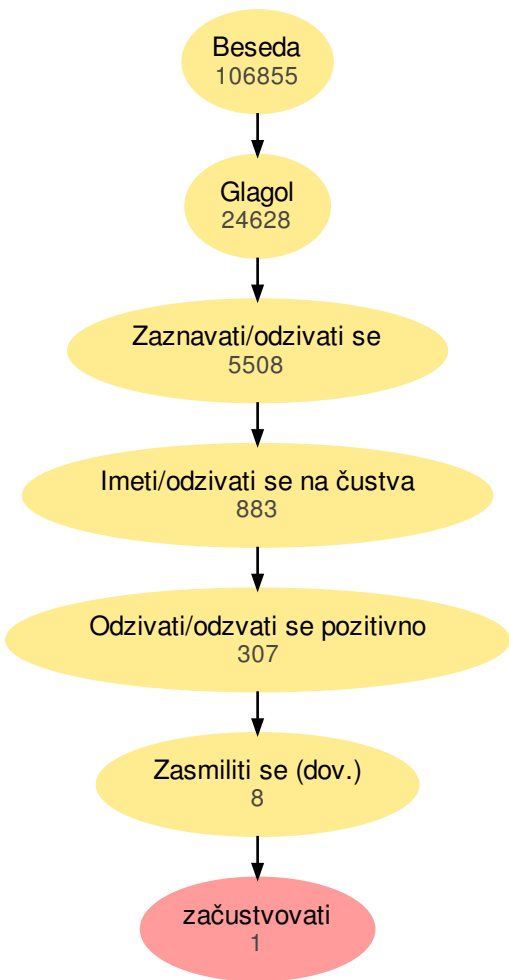 Beseda
106855
Glagol
24628
Zaznavati/odzivati se
5508
Imeti/odzivati se na čustva
883
Odzivati/odzvati se pozitivno
307
Zasmiliti se (dov.)
8
začustvovati
1